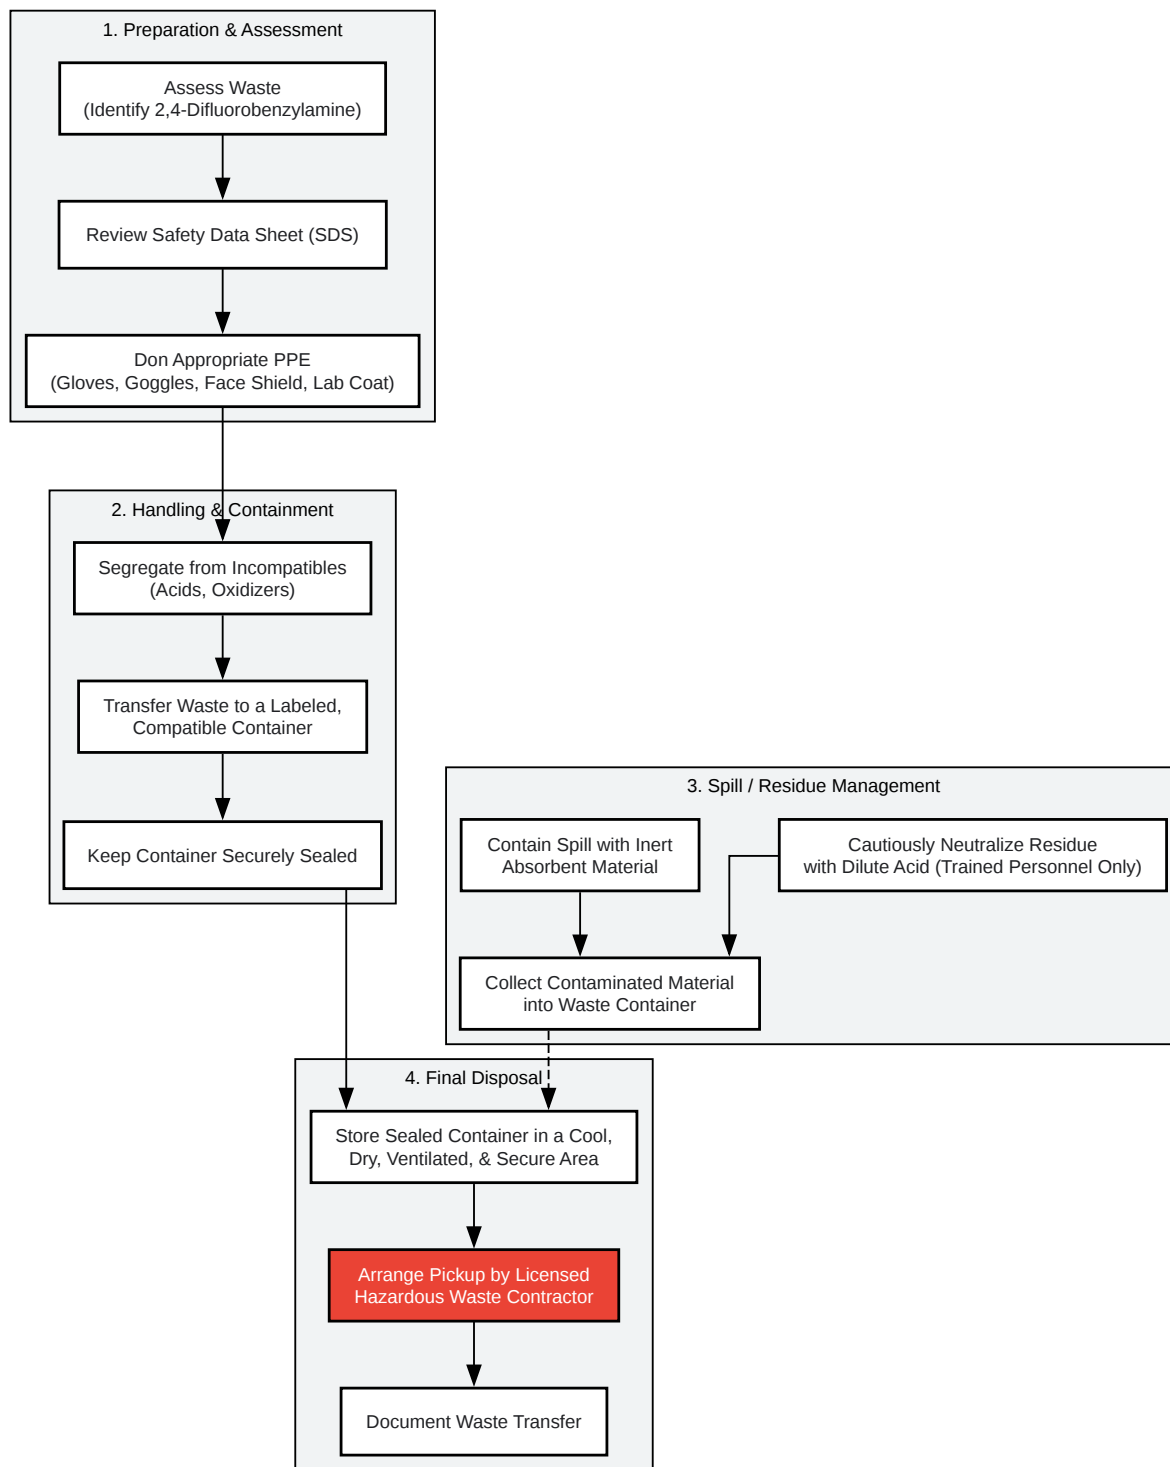 1. Preparation & Assessment
Assess Waste
(Identify 2,4-Difluorobenzylamine)
Review Safety Data Sheet (SDS)
Don Appropriate PPE
(Gloves, Goggles, Face Shield, Lab Coat)
2. Handling & Containment
Segregate from Incompatibles
(Acids, Oxidizers)
Transfer Waste to a Labeled,
Compatible Container
Keep Container Securely Sealed
3. Spill / Residue Management
Contain Spill with Inert
Absorbent Material
Cautiously Neutralize Residue
with Dilute Acid (Trained Personnel Only)
Collect Contaminated Material
into Waste Container
4. Final Disposal
Store Sealed Container in a Cool,
Dry, Ventilated, & Secure Area
Arrange Pickup by Licensed
Hazardous Waste Contractor
Document Waste Transfer